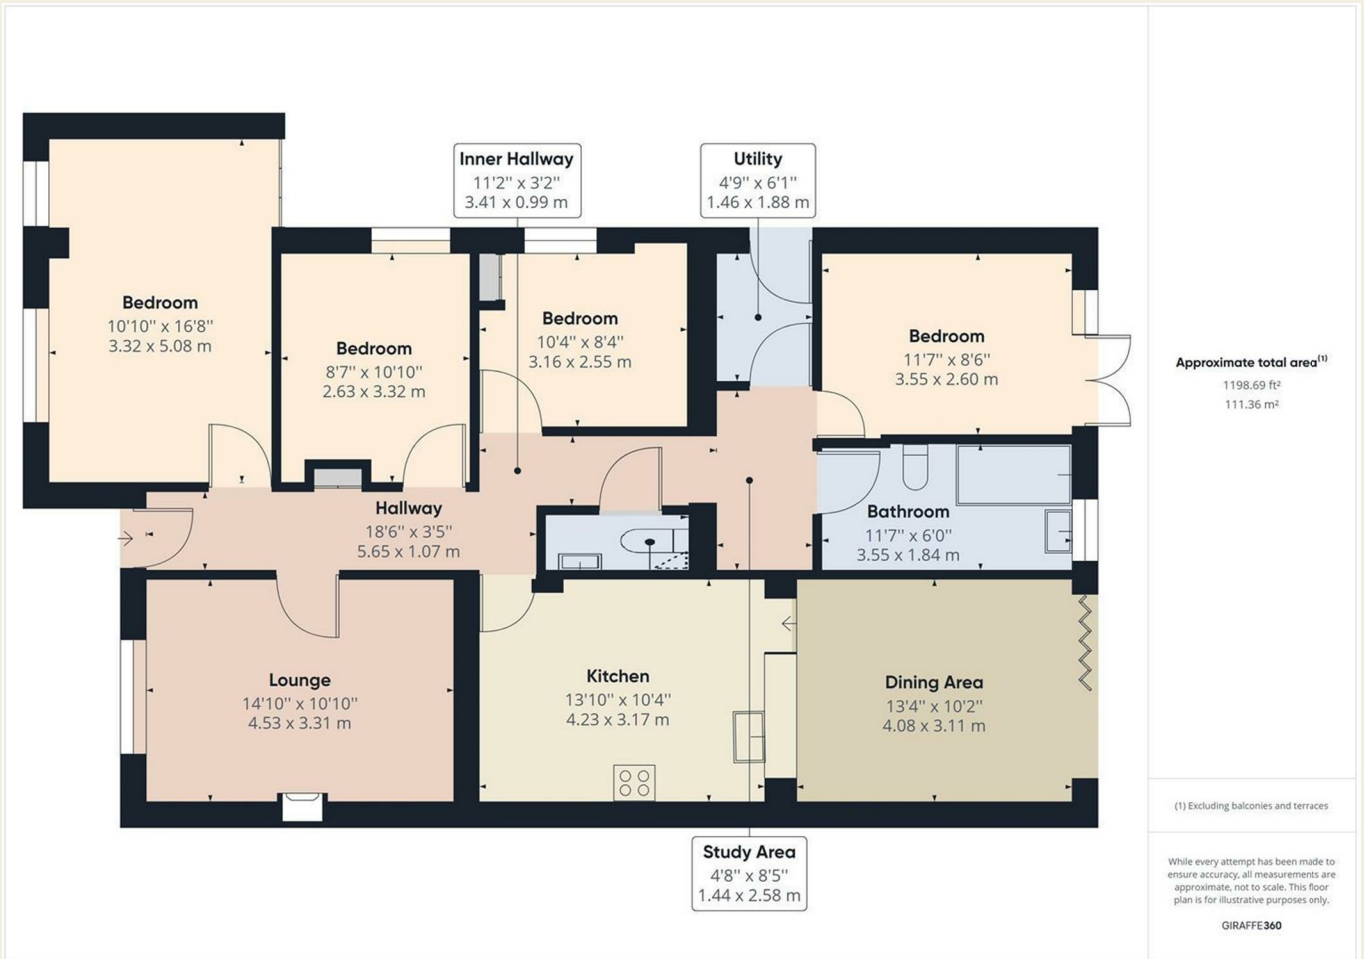 Inner Hallway
11'2'' x 3'2''
3.41 x 0.99 m
Utility
4'9'' x 6'1''
1.46 x 1.88 m
Bedroom
10'10'' x 16'8''
3.32 x 5.08 m
Bedroom
8'7'' x 10'10''
2.63 x 3.32 m
Bedroom
10'4'' x 8'4''
3.16 x 2.55 m
Bedroom
11'7'' x 8'6''
3.55 x 2.60 m
Hallway
18'6'' x 3'5''
5.65 x 1.07 m
Bathroom
11'7'' x 6'0''
3.55 x 1.84 m
Lounge
14'10'' x 10'10''
4.53 x 3.31 m
Kitchen
13'10'' x 10'4''
4.23 x 3.17 m
Dining Area
13'4'' x 10'2''
4.08 x 3.11 m
Study Area
4'8'' x 8'5''
1.44 x 2.58 m
Approximate total area(1)
1198.69 ft²
111.36 m²
(1) Excluding balconies and terraces
While every attempt has been made to
ensure accuracy, all measurements are
approximate, not to scale. This floor
plan is for illustrative purposes only.
GIRAFFE360